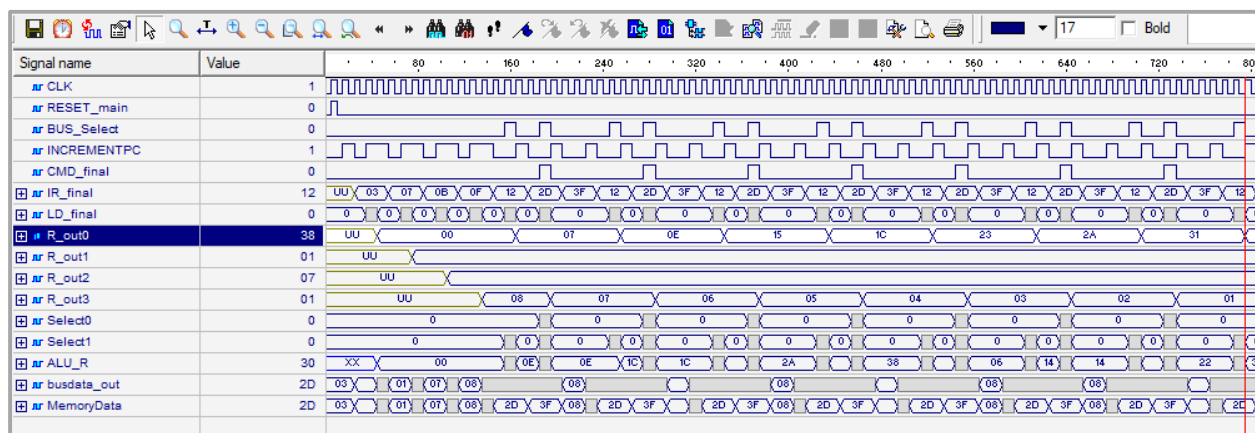 17 Bold
Signal name Value 80 160 240 320 400 480 560 640 720 80
CLK 1
RESET_main 0
BUS_Select 0
INCREMENTPC 1
CMD_final 0
IR_final 12 UU 03 07 0B 0F 12 2D 3F 12 2D 3F 12 2D 3F 12 2D 3F 12 2D 3F 12 2D 3F 12 2D 3F 12
LD_final 0 0 0 0 0 0 0 0 0 0 0 0 0 0 0 0 0 0 0
R_out0 38 UU 00 07 0E 15 1C 23 2A 31
R_out1 01 UU
R_out2 07 UU
R_out3 01 UU 08 07 06 05 04 03 02 01
Select0 0 0 0 0 0 0 0 0 0
Select1 0 0 0 0 0 0 0 0 0 0 0 0 0 0 0 0
ALU_R 30 XX 00 0E 0E 1C 1C 2A 38 06 14 14 22
busdata_out 2D 03 01 07 08 08 08 08 08
MemoryData 2D 03 01 07 08 2D 3F 08 2D 3F 2D 3F 08 2D 3F 2D 3F 08 2D 3F 08 2D 3F 2D